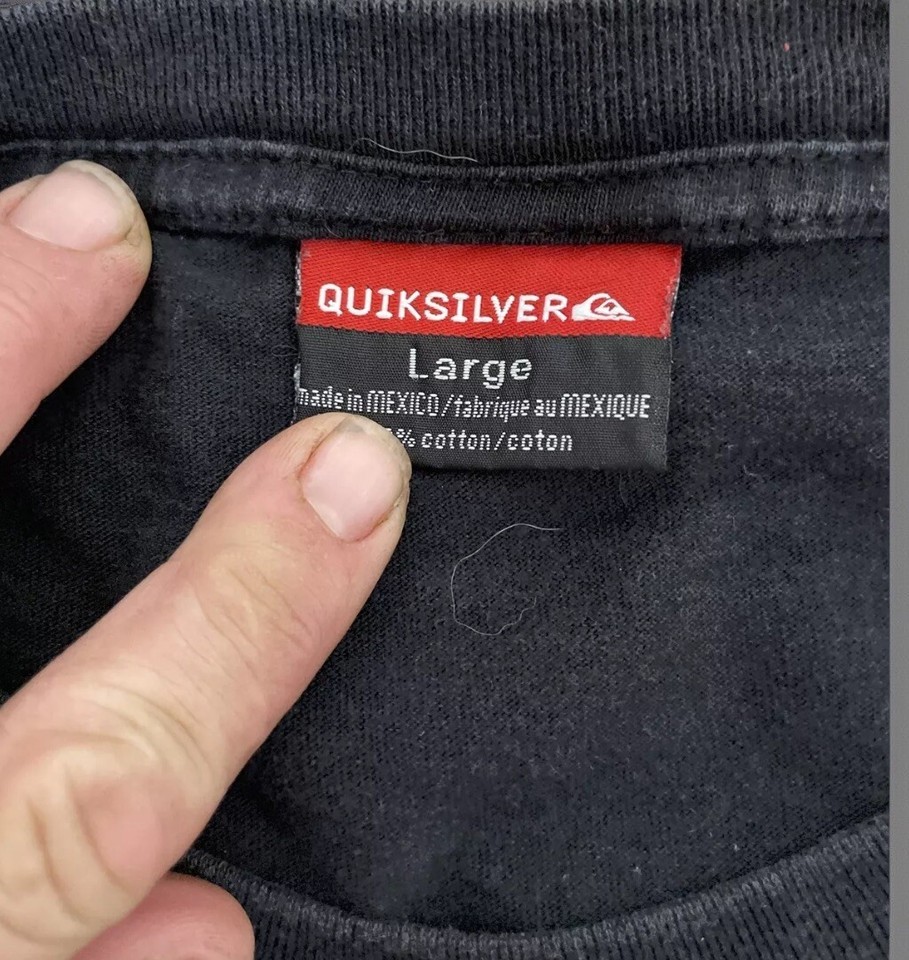 QUIKSILVER
Large
made in MEXICO/fabrique au MEXIQUE
% cotton/coton